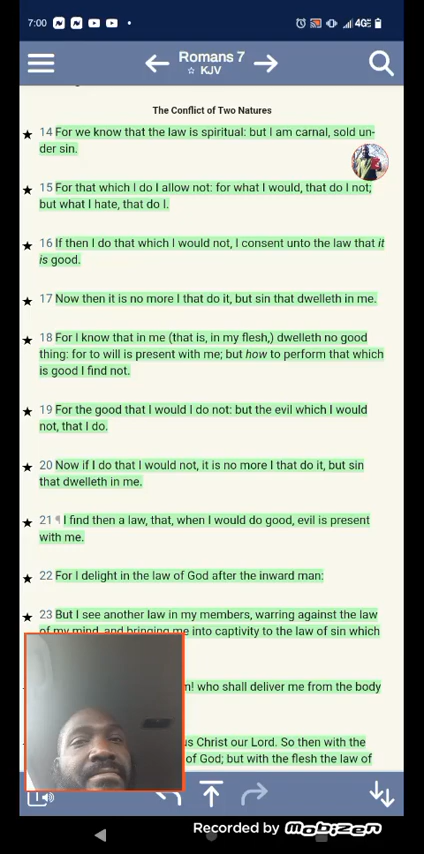 7:00
4G
Romans 7
☆ KJV
The Conflict of Two Natures
14 For we know that the law is spiritual: but I am carnal, sold un-
der sin.
15 For that which I do I allow not: for what I would, that do I not;
but what I hate, that do I.
16 If then I do that which I would not, I consent unto the law that it
is good.
17 Now then it is no more I that do it, but sin that dwelleth in me.
18 For I know that in me (that is, in my flesh,) dwelleth no good
thing: for to will is present with me; but how to perform that which
is good I find not.
19 For the good that I would I do not: but the evil which I would
not, that I do.
20 Now if I do that I would not, it is no more I that do it, but sin
that dwelleth in me.
21 ¶ I find then a law, that, when I would do good, evil is present
with me.
22 For I delight in the law of God after the inward man:
23 But I see another law in my members, warring against the law
of my mind, and bringing me into captivity to the law of sin which
who shall deliver me from the body
Christ our Lord. So then with the
of God; but with the flesh the law of
Recorded by Mobizen